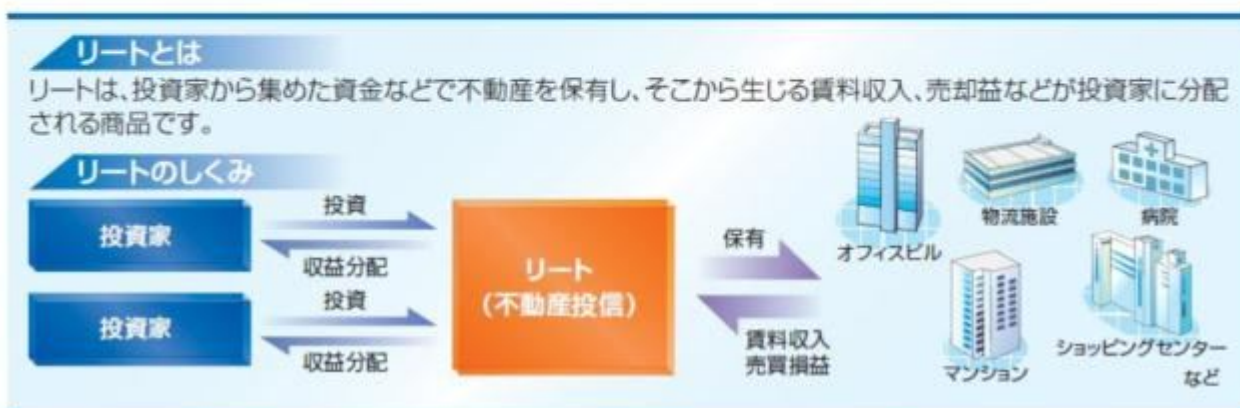 リートとは
リートは、投資家から集めた資金などで不動産を保有し、そこから生じる賃料収入、売却益などが投資家に分配
される商品です。
リートのしくみ
投資家
投資
収益分配
投資家
投資
収益分配
リート
(不動産投信)
保有
賃料収入
売買損益
オフィスビル
物流施設
病院
マンション
ショッピングセンター
など